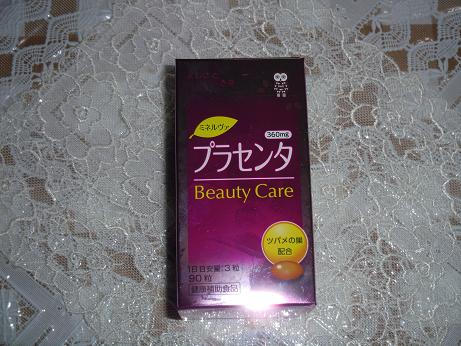 ミネルヴァ
360mg
プラセンタ
Beauty Care
ツバメの巣
配合
1日目安量:3粒
90粒
健康補助食品